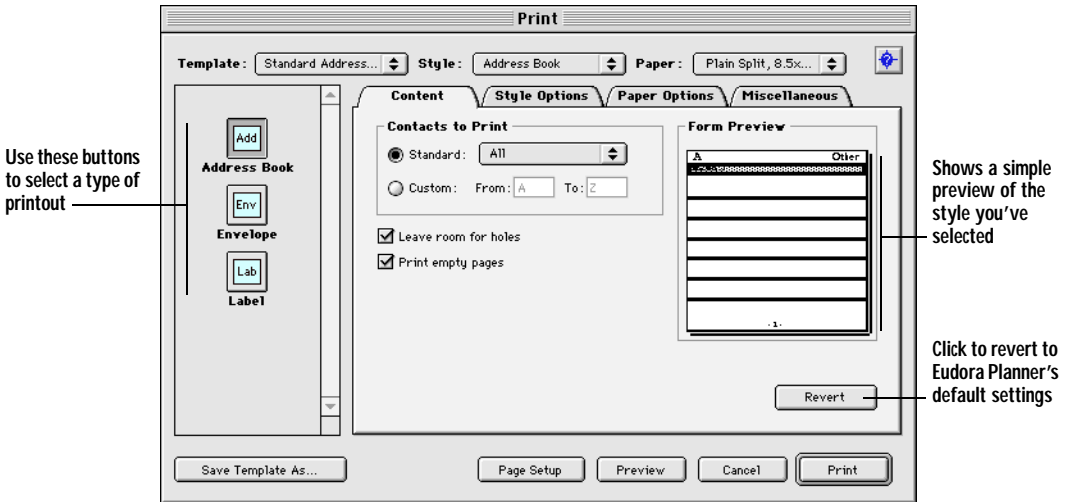 Print
Template: Standard Address... Style: Address Book Paper: Plain Split, 8.5x...
Content Style Options Paper Options Miscellaneous
Use these buttons
to select a type of
printout
Add
Address Book
Env
Envelope
Lab
Label
Contacts to Print
Standard: All
Custom: From: A To: Z
Leave room for holes
Print empty pages
Form Preview
A Other
- 1 -
Shows a simple
preview of the
style you've
selected
Click to revert to
Eudora Planner's
default settings
Revert
Save Template As... Page Setup Preview Cancel Print